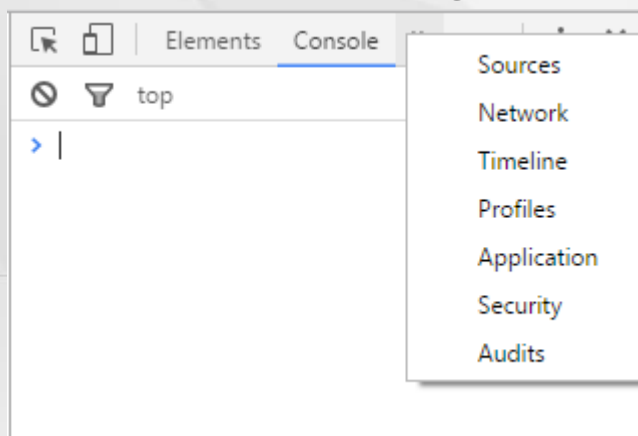 Elements Console
Sources
top
Network
>
Timeline
Profiles
Application
Security
Audits